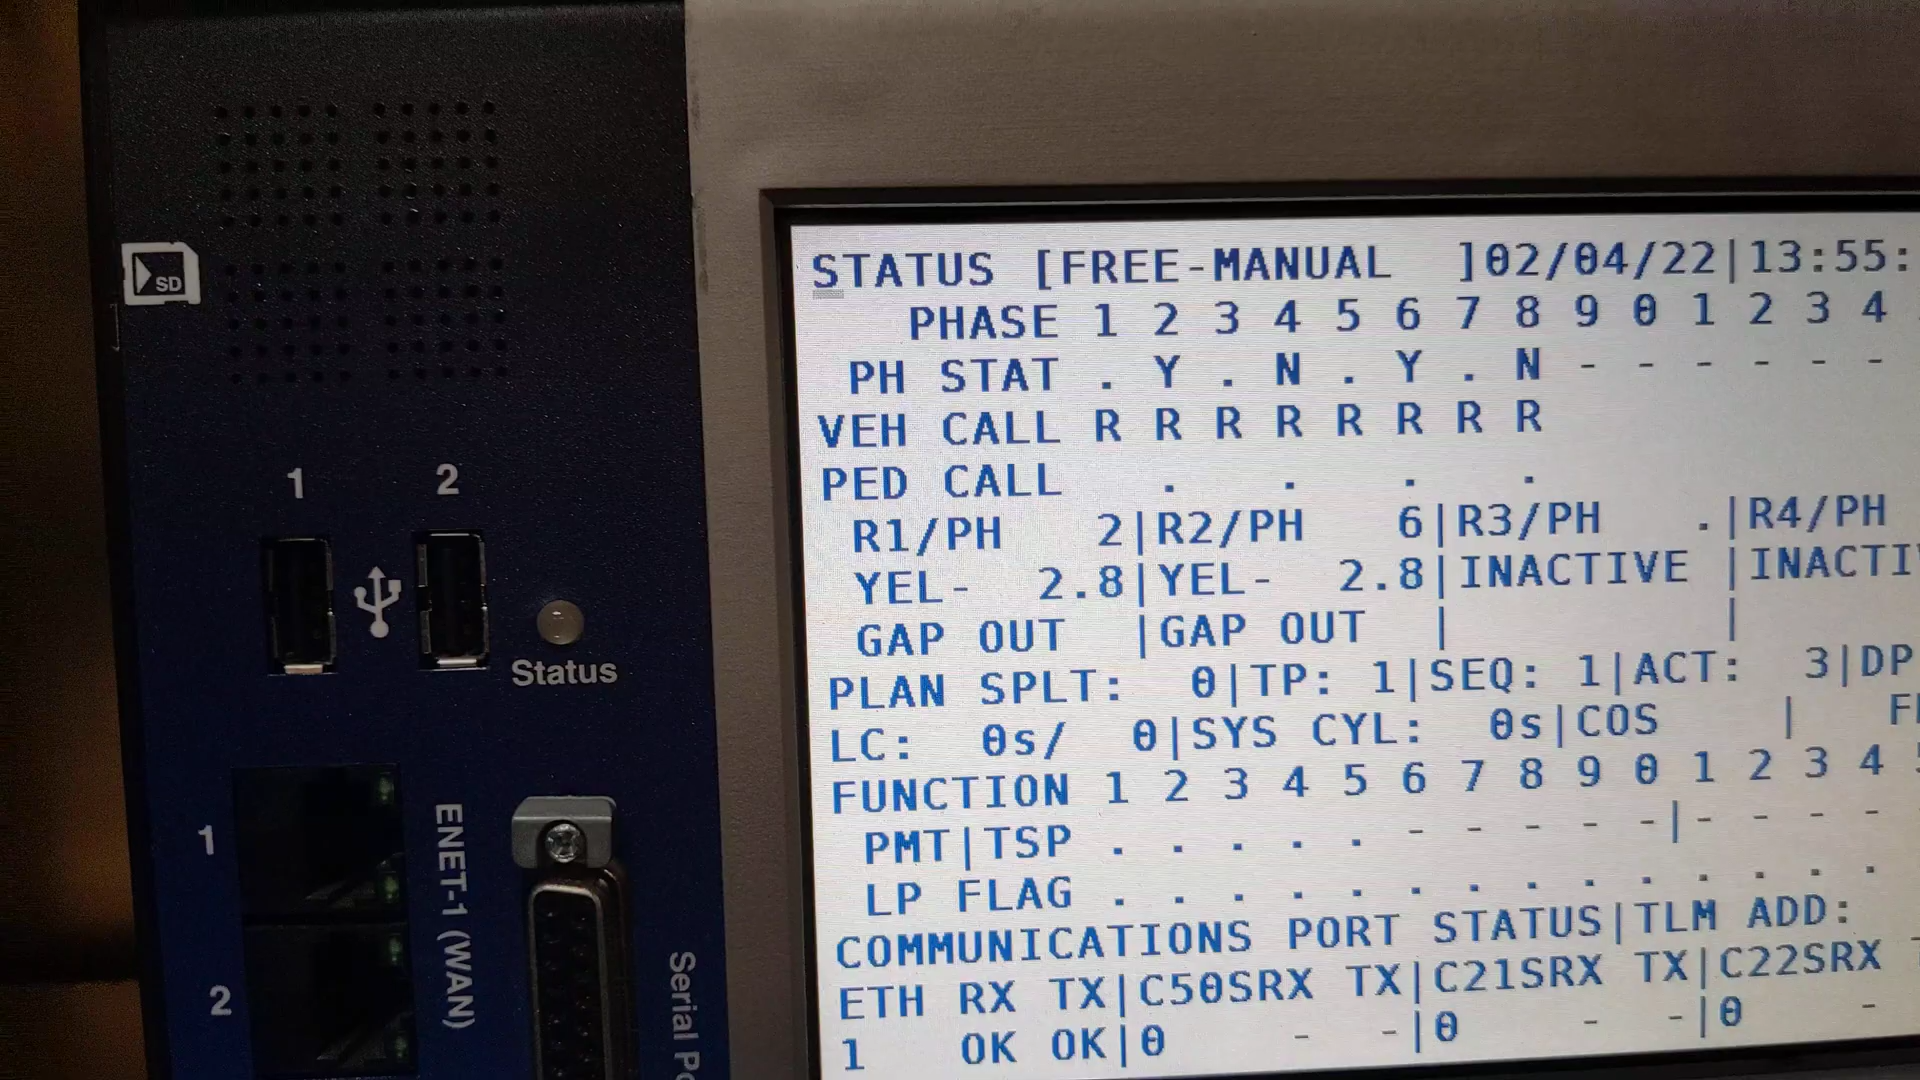 SD
1 2
Status
1
2
ENET-1 (WAN)
Serial
STATUS [FREE-MANUAL ]02/04/22|13:55:
PHASE 1 2 3 4 5 6 7 8 9 0 1 2 3 4
PH STAT . Y . N . Y . N - - - - - -
VEH CALL R R R R R R R R
PED CALL . . . .
R1/PH 2|R2/PH 6|R3/PH .|R4/PH
YEL- 2.8|YEL- 2.8|INACTIVE |INACTI
GAP OUT |GAP OUT | |
PLAN SPLT: 0|TP: 1|SEQ: 1|ACT: 3|DP
LC: 0s/ 0|SYS CYL: 0s|COS |
FUNCTION 1 2 3 4 5 6 7 8 9 0 1 2 3 4
PMT|TSP . . . . . - - - - -|- - - -
LP FLAG . . . . . . . . . . . . . .
COMMUNICATIONS PORT STATUS|TLM ADD:
ETH RX TX|C50SRX TX|C21SRX TX|C22SRX
1 OK OK|0 - -|0 - -|0 -